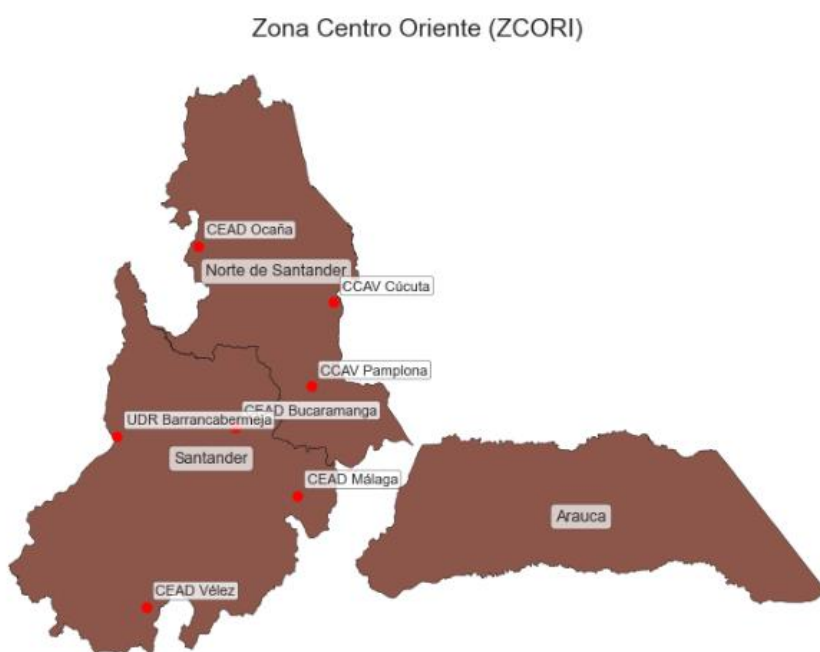 Zona Centro Oriente (ZCORI)
CEAD Ocaña
Norte de Santander
CCAV Cúcuta
CCAV Pamplona
CEAD Bucaramanga
UDR Barrancabermeja
Santander
CEAD Málaga
Arauca
CEAD Vélez